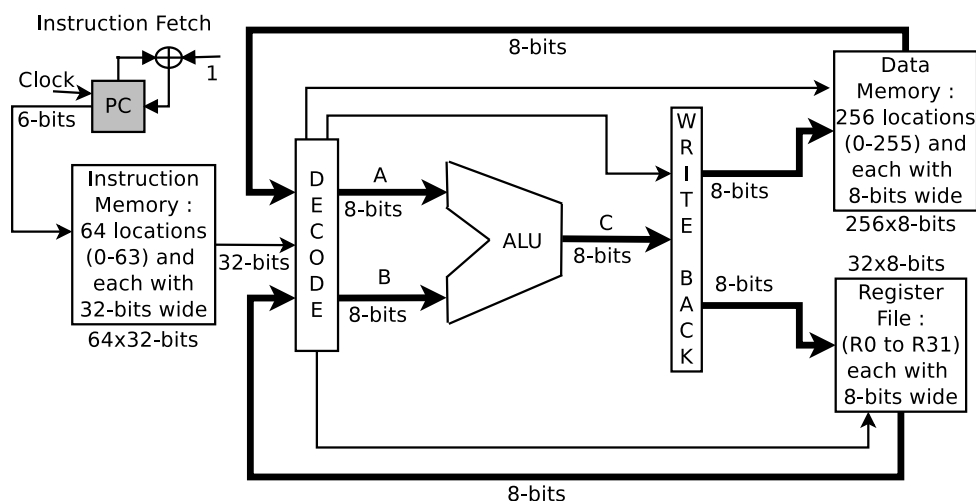 Instruction Fetch
Clock
1
PC
6-bits
Instruction
Memory :
64 locations
(0-63) and
each with
32-bits wide
64x32-bits
32-bits
8-bits
D
E
C
O
D
E
A
8-bits
B
8-bits
ALU
C
8-bits
W
R
I
T
E
B
A
C
K
8-bits
8-bits
Data
Memory :
256 locations
(0-255) and
each with
8-bits wide
256x8-bits
32x8-bits
Register
File :
(R0 to R31)
each with
8-bits wide
8-bits